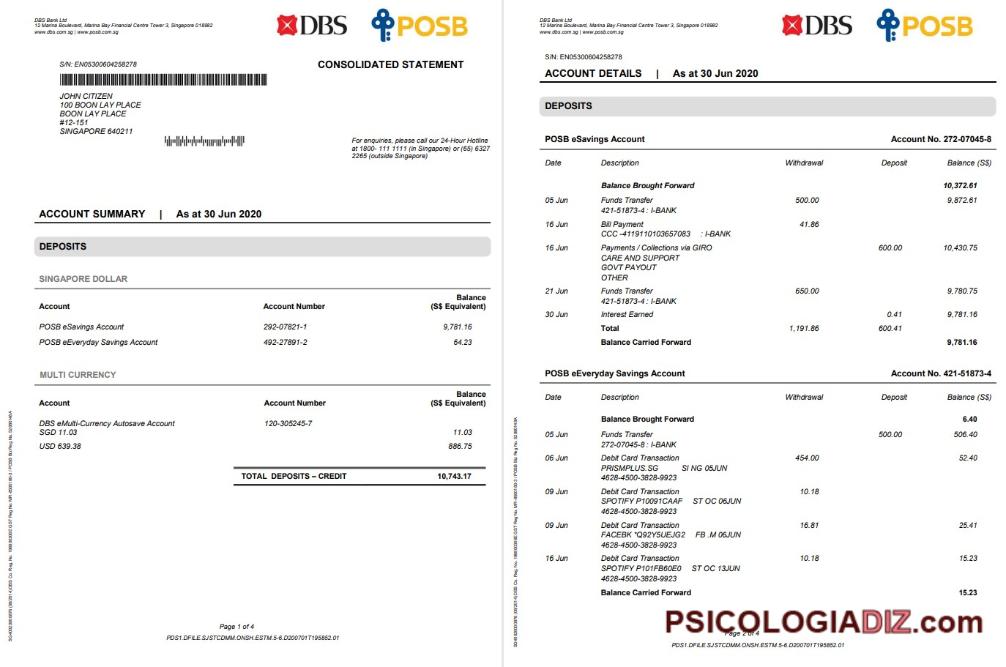 DBS Bank Ltd
12 Marina Boulevard, Marina Bay Financial Centre Tower 3, Singapore 018982
www.dbs.com.sg | www.posb.com.sg
DBS POSB
S/N: EN05300604258278
CONSOLIDATED STATEMENT
JOHN CITIZEN
100 BOON LAY PLACE
BOON LAY PLACE
#12-151
SINGAPORE 640211
For enquiries, please call our 24-Hour Hotline
at 1800- 111 1111 (in Singapore) or (65) 6327
2265 (outside Singapore)
ACCOUNT SUMMARY | As at 30 Jun 2020
DEPOSITS
SINGAPORE DOLLAR
Account Account Number Balance (S$ Equivalent)
POSB eSavings Account 292-07821-1 9,781.16
POSB eEveryday Savings Account 492-27891-2 64.23
MULTI CURRENCY
Account Account Number Balance (S$ Equivalent)
DBS eMulti-Currency Autosave Account 120-305245-7
SGD 11.03 11.03
USD 639.38 886.75
TOTAL DEPOSITS – CREDIT 10,743.17
Page 1 of 4
PDS1.DFILE.SJSTCDMM.ONSH.ESTM.5-6.D200701T195862.01
DBS Bank Ltd
12 Marina Boulevard, Marina Bay Financial Centre Tower 3, Singapore 018982
www.dbs.com.sg | www.posb.com.sg
DBS POSB
S/N: EN05300604258278
ACCOUNT DETAILS | As at 30 Jun 2020
DEPOSITS
POSB eSavings Account Account No. 272-07045-8
Date Description Withdrawal Deposit Balance (S$)
Balance Brought Forward 10,372.61
05 Jun Funds Transfer 500.00 9,872.61
421-51873-4 : I-BANK
16 Jun Bill Payment 41.86
CCC -4119110103657083 : I-BANK
16 Jun Payments / Collections via GIRO 600.00 10,430.75
CARE AND SUPPORT
GOVT PAYOUT
OTHER
21 Jun Funds Transfer 650.00 9,780.75
421-51873-4 : I-BANK
30 Jun Interest Earned 0.41 9,781.16
Total 1,191.86 600.41
Balance Carried Forward 9,781.16
POSB eEveryday Savings Account Account No. 421-51873-4
Date Description Withdrawal Deposit Balance (S$)
Balance Brought Forward 6.40
05 Jun Funds Transfer 500.00 506.40
272-07045-8 : I-BANK
06 Jun Debit Card Transaction 454.00 52.40
PRISMPLUS.SG SI NG 05JUN
4628-4500-3828-9923
09 Jun Debit Card Transaction 10.18
SPOTIFY P10091CAAF ST OC 06JUN
4628-4500-3828-9923
09 Jun Debit Card Transaction 16.81 25.41
FACEBK *Q92Y5UEJG2 FB .M 06JUN
4628-4500-3828-9923
16 Jun Debit Card Transaction 10.18 15.23
SPOTIFY P101FB60E0 ST OC 13JUN
4628-4500-3828-9923
Balance Carried Forward 15.23
PSICOLOGIADIZ.com
Page 2 of 4
PDS1.DFILE.SJSTCDMM.ONSH.ESTM.5-6.D200701T195862.01